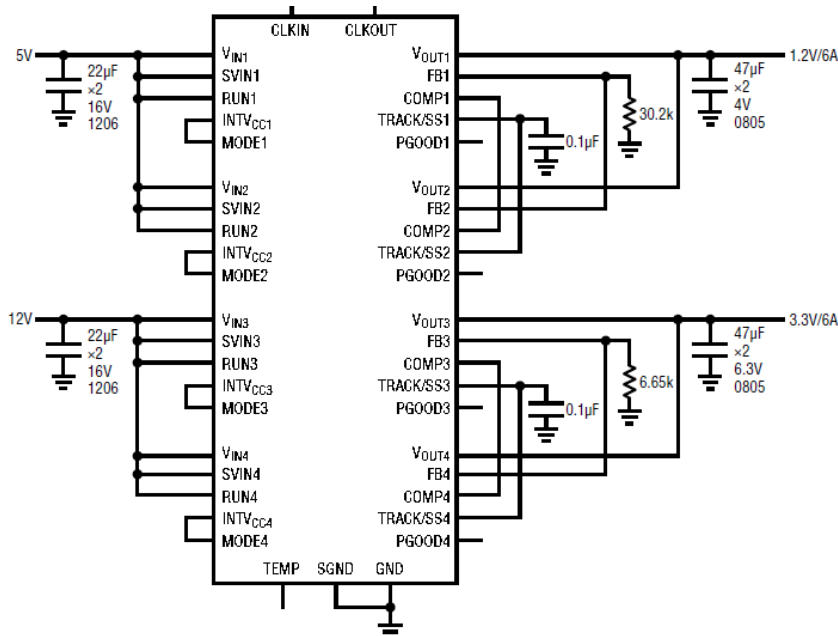 CLKIN CLKOUT
5V
22µF
×2
16V
1206
VIN1
SVIN1
RUN1
INTVCC1
MODE1
VIN2
SVIN2
RUN2
INTVCC2
MODE2
VOUT1
FB1
COMP1
TRACK/SS1
PGOOD1
VOUT2
FB2
COMP2
TRACK/SS2
PGOOD2
0.1µF
30.2k
1.2V/6A
47µF
×2
4V
0805
12V
22µF
×2
16V
1206
VIN3
SVIN3
RUN3
INTVCC3
MODE3
VIN4
SVIN4
RUN4
INTVCC4
MODE4
VOUT3
FB3
COMP3
TRACK/SS3
PGOOD3
VOUT4
FB4
COMP4
TRACK/SS4
PGOOD4
0.1µF
6.65k
3.3V/6A
47µF
×2
6.3V
0805
TEMP SGND GND